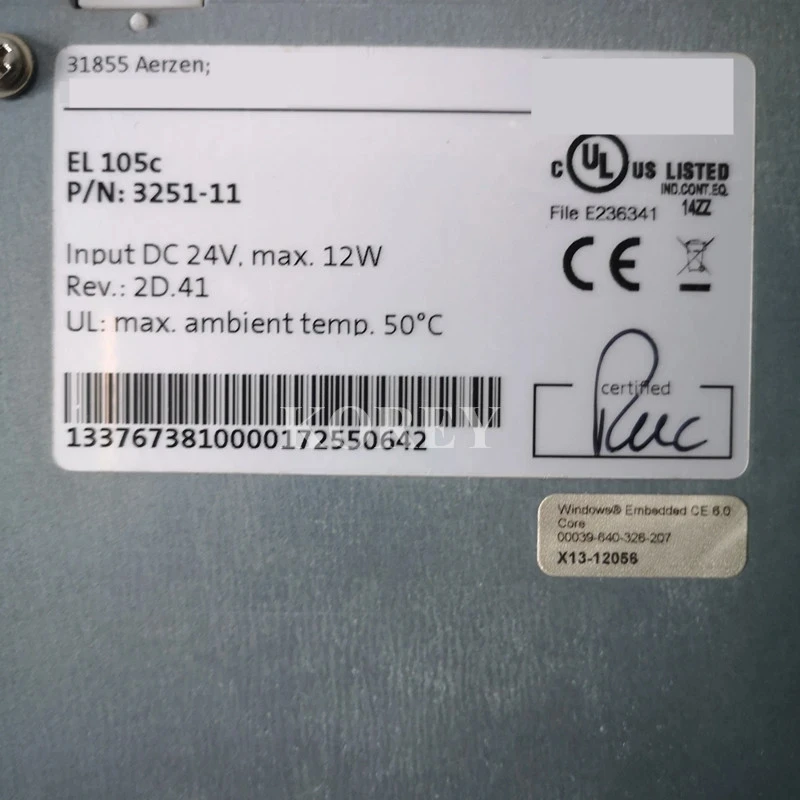 31855 Aerzen;
EL 105c
P/N: 3251-11
Input DC 24V, max. 12W
Rev.: 2D.41
UL: max. ambient temp. 50°C
13376738100000172550642
KOREY
c UL US LISTED
IND.CONT.EQ.
File E236341 14ZZ
CE
certified
Windows® Embedded CE 6.0
Core
00039-640-326-207
X13-12056